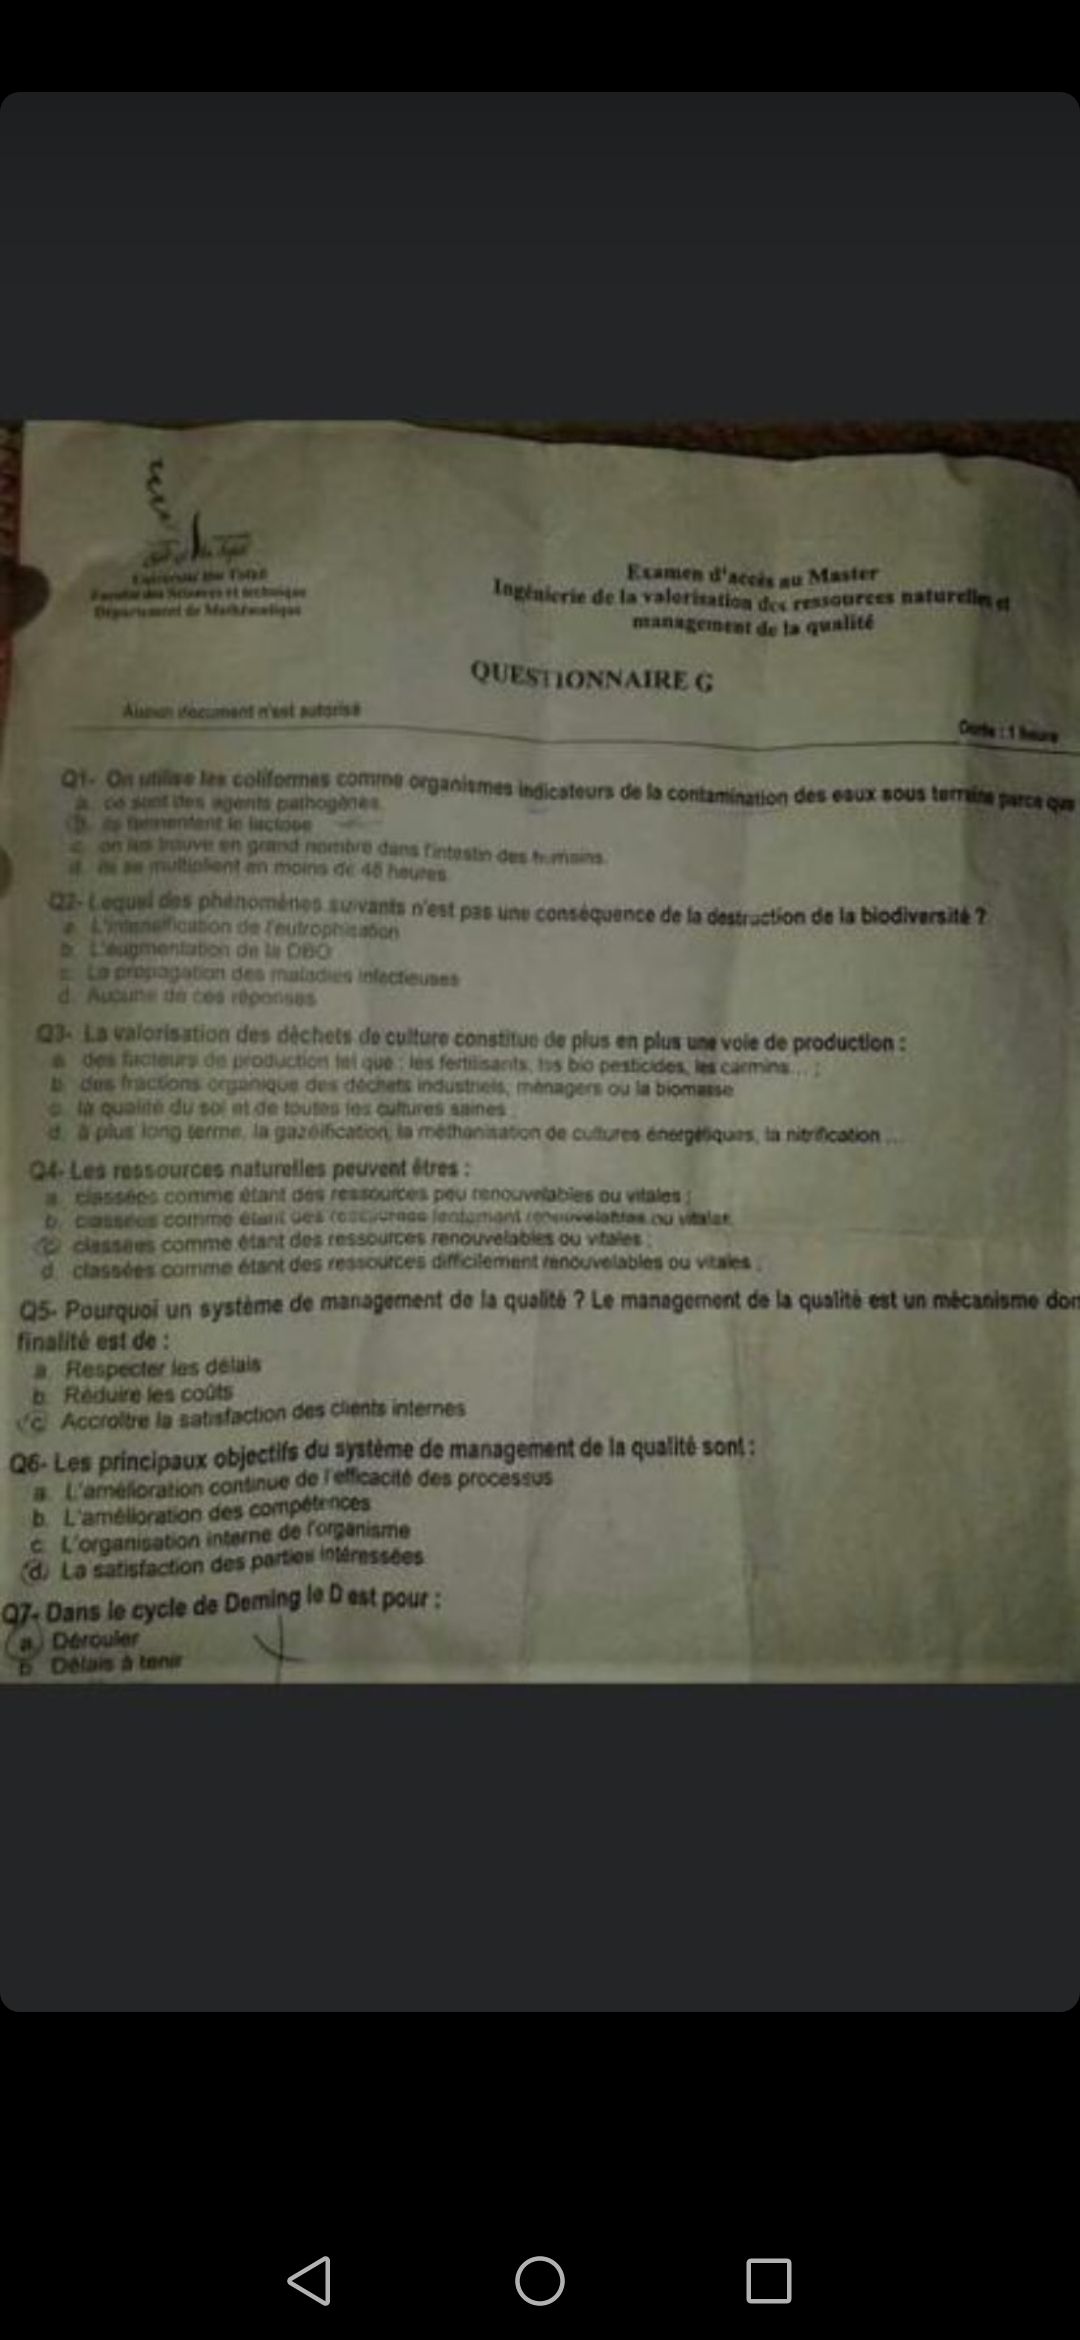 Université Ibn Tofaïl
Faculté des Sciences et technique
Département de Mathématique
Examen d'accés au Master
Ingénierie de la valorisation des ressources naturelles et
management de la qualité
QUESTIONNAIRE G
Aucun document n'est autorisé
Durée : 1 heure
Q1- On utilise les coliformes comme organismes indicateurs de la contamination des eaux sous terraine parce que
a. ce sont des agents pathogènes
b. ils fermentent le lactose
c. on les trouve en grand nombre dans l'intestin des humains.
d. ils se multiplient en moins de 48 heures.
Q2- Lequel des phénomènes suivants n'est pas une conséquence de la destruction de la biodiversité ?
a. L'intensification de l'eutrophisation
b. L'augmentation de la DBO
c. La propagation des maladies infectieuses
d. Aucune de ces réponses
Q3- La valorisation des déchets de culture constitue de plus en plus une voie de production :
a. des facteurs de production tel que : les fertilisants, les bio pesticides, les carmins... ;
b. des fractions organique des déchets industriels, ménagers ou la biomasse
c. la qualité du sol et de toutes les cultures saines
d. à plus long terme, la gazéification, la méthanisation de cultures énergétiques, la nitrification ...
Q4- Les ressources naturelles peuvent êtres :
a. classées comme étant des ressources peu renouvelables ou vitales ;
b. classées comme étant des ressources lentement renouvelables ou vitales,
c. classées comme étant des ressources renouvelables ou vitales ;
d. classées comme étant des ressources difficilement renouvelables ou vitales ;
Q5- Pourquoi un système de management de la qualité ? Le management de la qualité est un mécanisme don
finalité est de :
a. Respecter les délais
b. Réduire les coûts
c. Accroître la satisfaction des clients internes
Q6- Les principaux objectifs du système de management de la qualité sont :
a. L'amélioration continue de l'efficacité des processus
b. L'amélioration des compétences
c. L'organisation interne de l'organisme
d. La satisfaction des parties intéressées
Q7- Dans le cycle de Deming le D est pour :
a. Dérouler
b. Délais à tenir